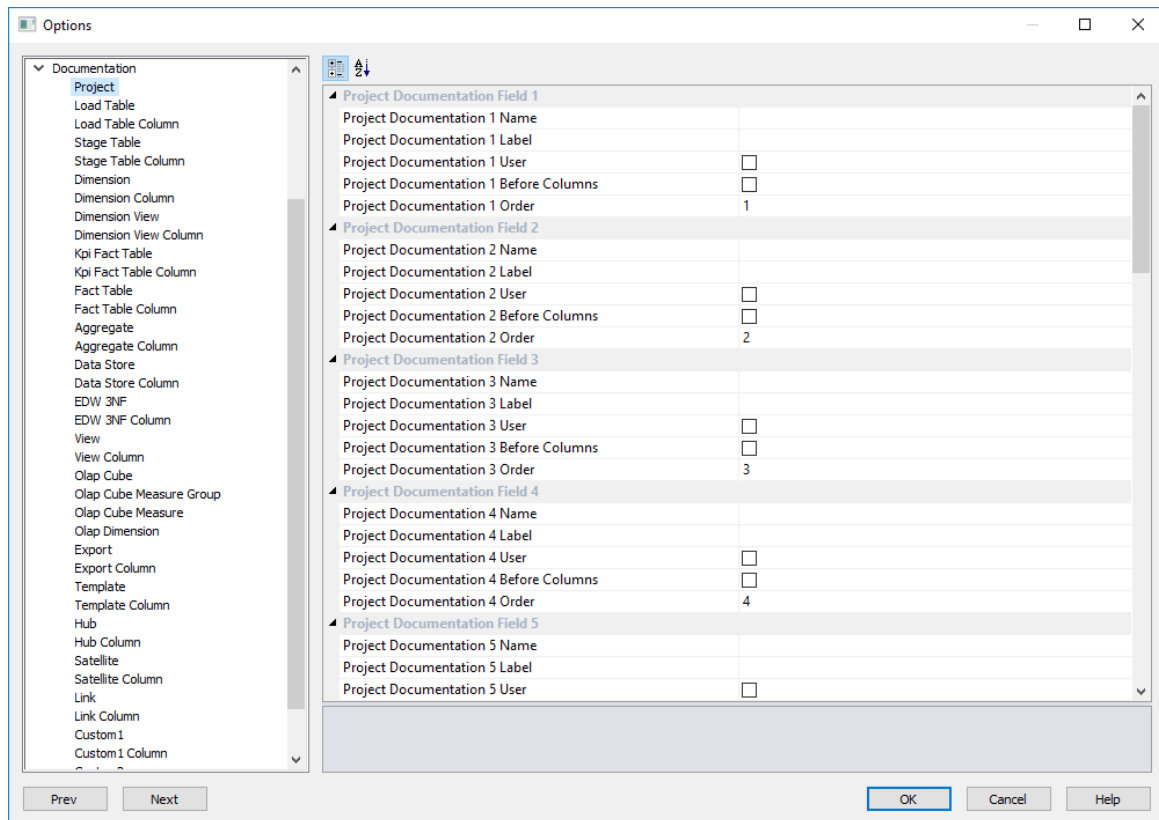 Options
Documentation
Project
Load Table
Load Table Column
Stage Table
Stage Table Column
Dimension
Dimension Column
Dimension View
Dimension View Column
Kpi Fact Table
Kpi Fact Table Column
Fact Table
Fact Table Column
Aggregate
Aggregate Column
Data Store
Data Store Column
EDW 3NF
EDW 3NF Column
View
View Column
Olap Cube
Olap Cube Measure Group
Olap Cube Measure
Olap Dimension
Export
Export Column
Template
Template Column
Hub
Hub Column
Satellite
Satellite Column
Link
Link Column
Custom1
Custom1 Column
Project Documentation Field 1
Project Documentation 1 Name
Project Documentation 1 Label
Project Documentation 1 User
Project Documentation 1 Before Columns
Project Documentation 1 Order 1
Project Documentation Field 2
Project Documentation 2 Name
Project Documentation 2 Label
Project Documentation 2 User
Project Documentation 2 Before Columns
Project Documentation 2 Order 2
Project Documentation Field 3
Project Documentation 3 Name
Project Documentation 3 Label
Project Documentation 3 User
Project Documentation 3 Before Columns
Project Documentation 3 Order 3
Project Documentation Field 4
Project Documentation 4 Name
Project Documentation 4 Label
Project Documentation 4 User
Project Documentation 4 Before Columns
Project Documentation 4 Order 4
Project Documentation Field 5
Project Documentation 5 Name
Project Documentation 5 Label
Project Documentation 5 User
Prev Next OK Cancel Help